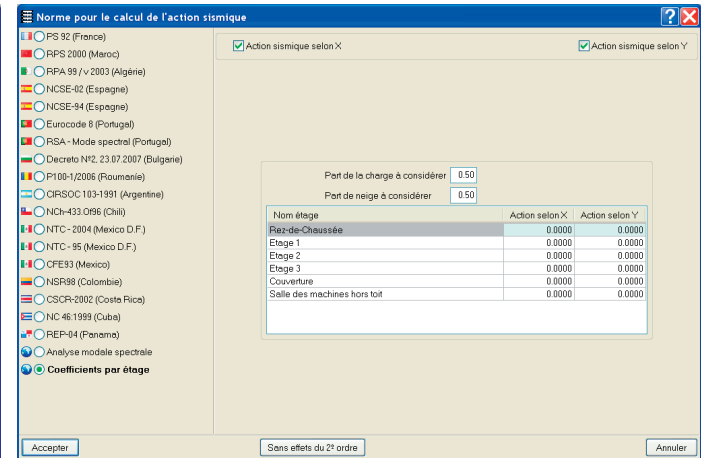 Norme pour le calcul de l'action sismique
PS 92 (France)
RPS 2000 (Maroc)
RPA 99 / v 2003 (Algérie)
NCSE-02 (Espagne)
NCSE-94 (Espagne)
Eurocode 8 (Portugal)
RSA - Mode spectral (Portugal)
Decreto Nº2. 23.07.2007 (Bulgarie)
P100-1/2006 (Roumanie)
CIRSOC 103-1991 (Argentine)
NCh-433.Of96 (Chili)
NTC - 2004 (Mexico D.F.)
NTC - 95 (Mexico D.F.)
CFE93 (Mexico)
NSR98 (Colombie)
CSCR-2002 (Costa Rica)
NC 46:1999 (Cuba)
REP-04 (Panama)
Analyse modale spectrale
Coefficients par étage
Action sismique selon X
Action sismique selon Y
Part de la charge à considérer 0.50
Part de neige à considérer 0.50
Nom étage Action selon X Action selon Y
Rez-de-Chaussée 0.0000 0.0000
Etage 1 0.0000 0.0000
Etage 2 0.0000 0.0000
Etage 3 0.0000 0.0000
Couverture 0.0000 0.0000
Salle des machines hors toit 0.0000 0.0000
Accepter
Sans effets du 2º ordre
Annuler